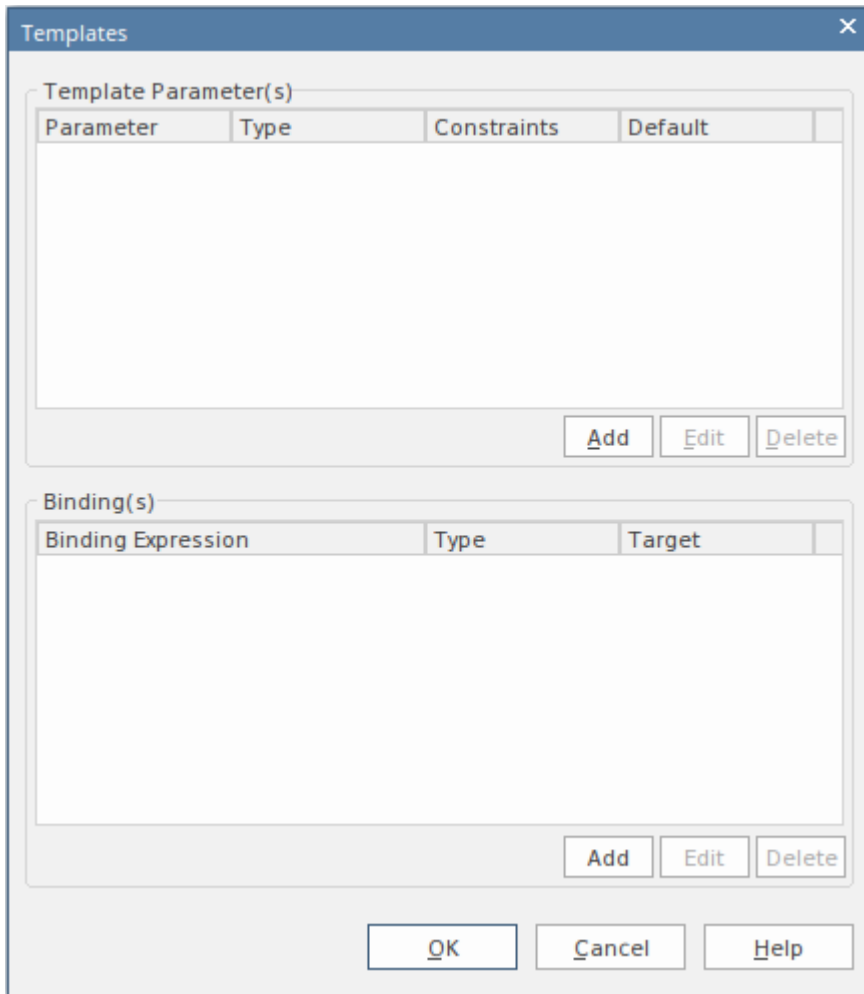 Templates
Template Parameter(s)
Parameter Type Constraints Default
Add Edit Delete
Binding(s)
Binding Expression Type Target
Add Edit Delete
OK Cancel Help